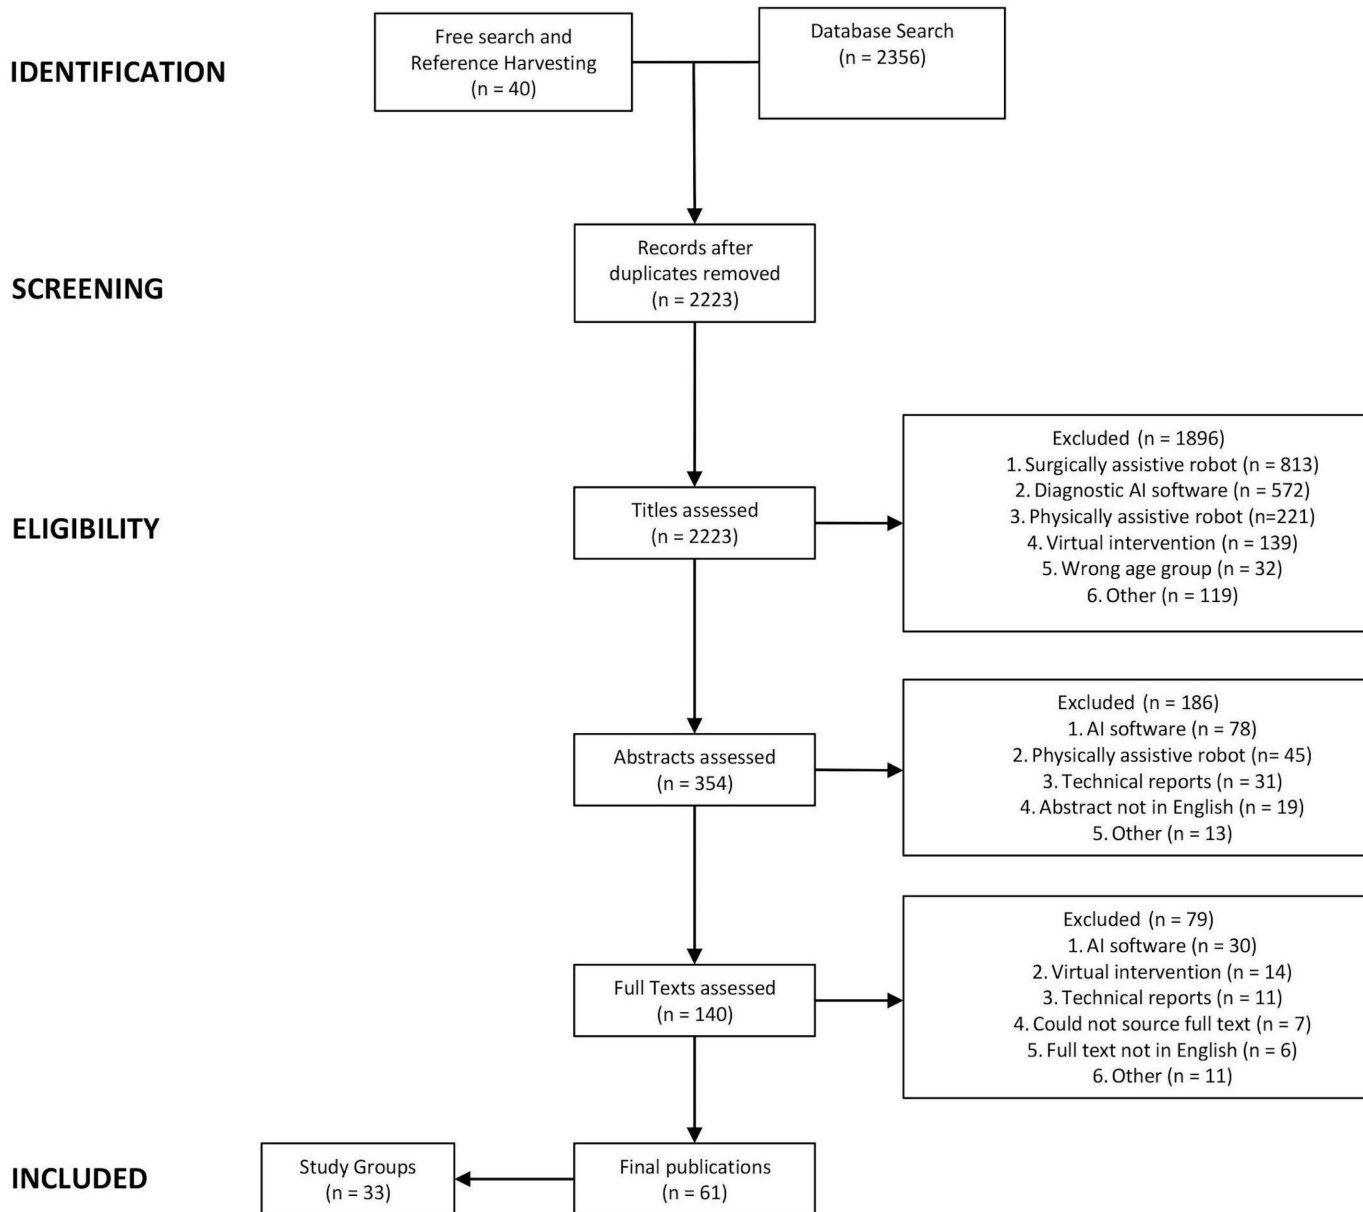 IDENTIFICATION
Free search and
Reference Harvesting
(n = 40)
Database Search
(n = 2356)
SCREENING
Records after
duplicates removed
(n = 2223)
ELIGIBILITY
Titles assessed
(n = 2223)
Excluded (n = 1896)
1. Surgically assistive robot (n = 813)
2. Diagnostic AI software (n = 572)
3. Physically assistive robot (n=221)
4. Virtual intervention (n = 139)
5. Wrong age group (n = 32)
6. Other (n = 119)
Abstracts assessed
(n = 354)
Excluded (n = 186)
1. AI software (n = 78)
2. Physically assistive robot (n= 45)
3. Technical reports (n = 31)
4. Abstract not in English (n = 19)
5. Other (n = 13)
Full Texts assessed
(n = 140)
Excluded (n = 79)
1. AI software (n = 30)
2. Virtual intervention (n = 14)
3. Technical reports (n = 11)
4. Could not source full text (n = 7)
5. Full text not in English (n = 6)
6. Other (n = 11)
INCLUDED
Study Groups
(n = 33)
Final publications
(n = 61)